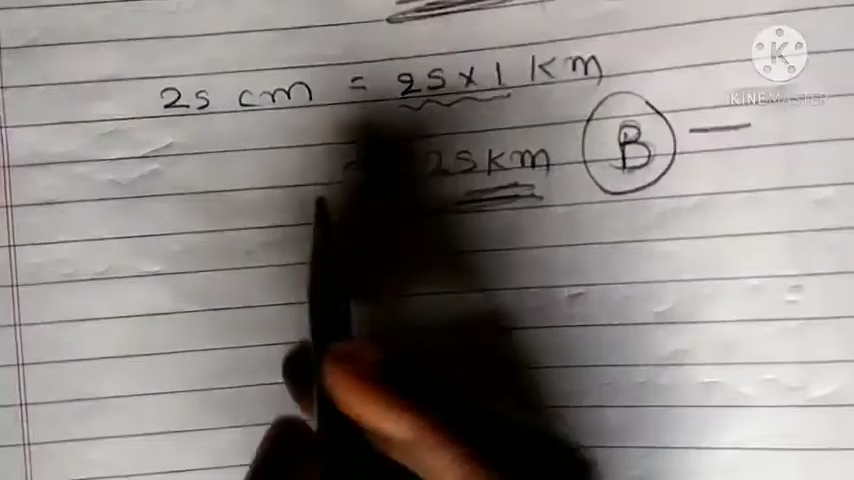 25 cm = 25 x 1 km
= 25 km (B) —
K
KINEMASTER